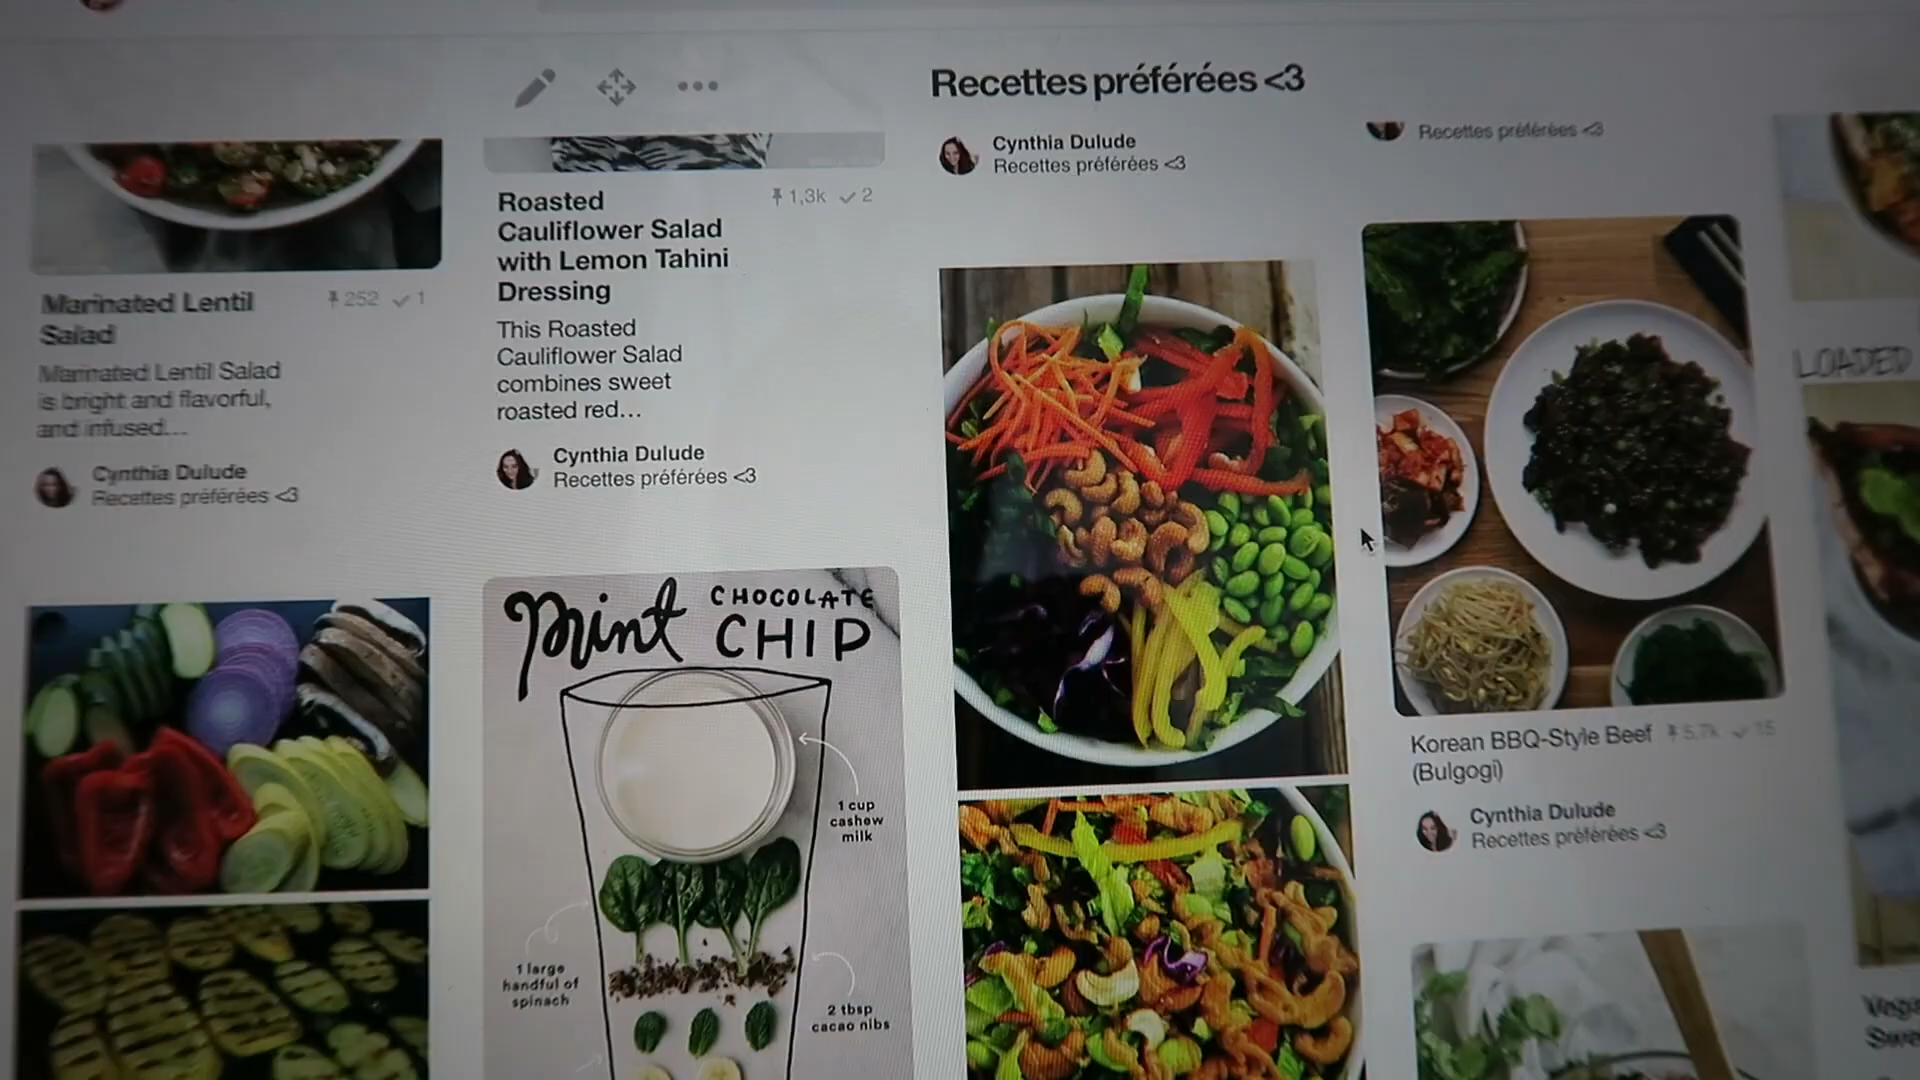 Recettes préférées <3
Marinated Lentil
Salad
252 1
Marinated Lentil Salad
is bright and flavorful,
and infused...
Cynthia Dulude
Recettes préférées <3
Roasted
Cauliflower Salad
with Lemon Tahini
Dressing
1,3k 2
This Roasted
Cauliflower Salad
combines sweet
roasted red...
Cynthia Dulude
Recettes préférées <3
mint CHOCOLATE
CHIP
1 cup
cashew
milk
1 large
handful of
spinach
2 tbsp
cacao nibs
Cynthia Dulude
Recettes préférées <3
Recettes préférées <3
Korean BBQ-Style Beef
(Bulgogi)
5,7k 15
Cynthia Dulude
Recettes préférées <3
LOADED